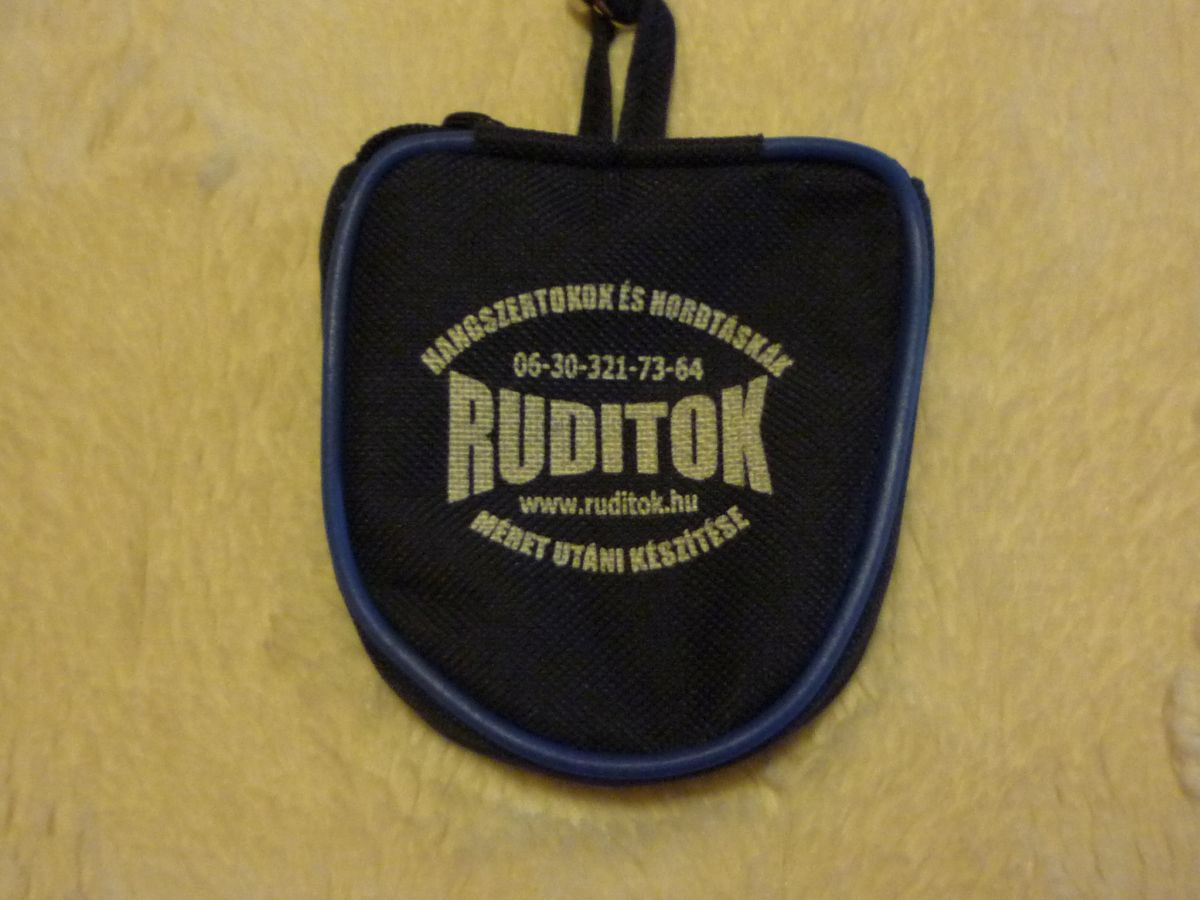 HANGSZERTOKOK ÉS HORDTÁSKÁK
06-30-321-73-64
RUDITOK
www.ruditok.hu
MÉRET UTÁNI KÉSZÍTÉSE